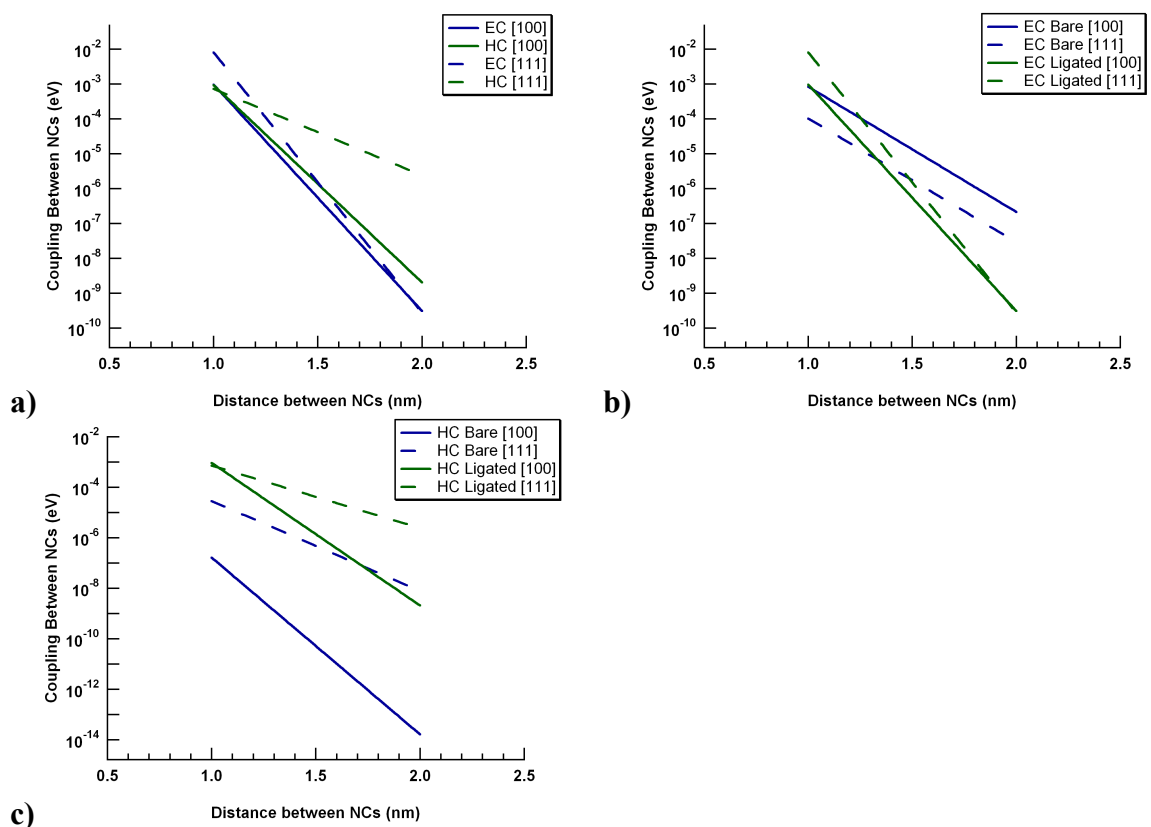 EC [100]
HC [100]
EC [111]
HC [111]
Coupling Between NCs (eV)
10^-2
10^-3
10^-4
10^-5
10^-6
10^-7
10^-8
10^-9
10^-10
0.5 1.0 1.5 2.0 2.5
Distance between NCs (nm)
a)
EC Bare [100]
EC Bare [111]
EC Ligated [100]
EC Ligated [111]
Coupling Between NCs (eV)
10^-2
10^-3
10^-4
10^-5
10^-6
10^-7
10^-8
10^-9
10^-10
0.5 1.0 1.5 2.0 2.5
Distance between NCs (nm)
b)
HC Bare [100]
HC Bare [111]
HC Ligated [100]
HC Ligated [111]
Coupling Between NCs (eV)
10^-2
10^-4
10^-6
10^-8
10^-10
10^-12
10^-14
0.5 1.0 1.5 2.0 2.5
Distance between NCs (nm)
c)